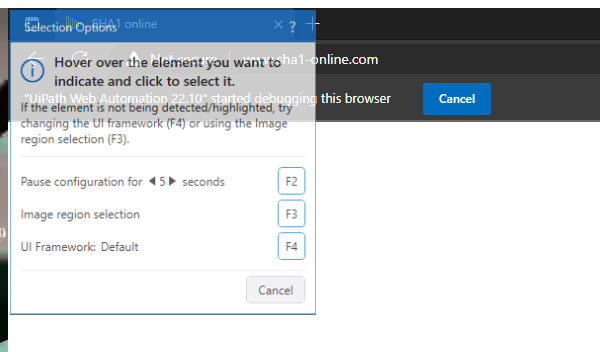 Selection Options
SHA1 online
Hover over the element you want to
indicate and click to select it.
Not secure
www.sha1-online.com
"UiPath Web Automation 22.10" started debugging this browser
Cancel
If the element is not being detected/highlighted, try
changing the UI framework (F4) or using the Image
region selection (F3).
Pause configuration for 5 seconds
F2
Image region selection
F3
UI Framework: Default
F4
Cancel